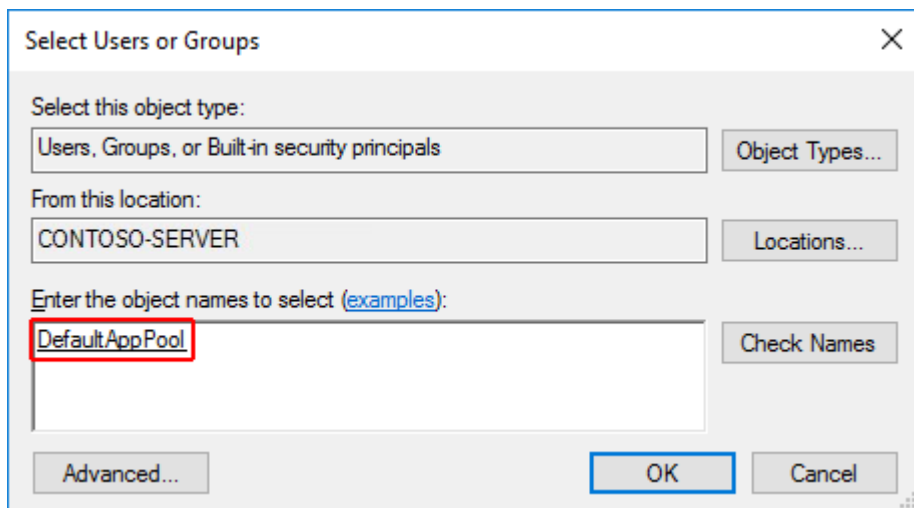 Select Users or Groups
Select this object type:
Users, Groups, or Built-in security principals
Object Types...
From this location:
CONTOSO-SERVER
Locations...
Enter the object names to select (examples):
DefaultAppPool
Check Names
Advanced...
OK
Cancel